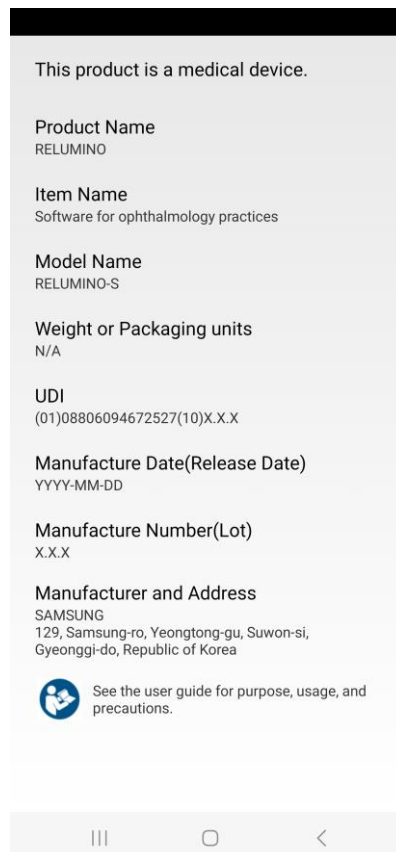 This product is a medical device.
Product Name
RELUMINO
Item Name
Software for ophthalmology practices
Model Name
RELUMINO-S
Weight or Packaging units
N/A
UDI
(01)08806094672527(10)X.X.X
Manufacture Date(Release Date)
YYYY-MM-DD
Manufacture Number(Lot)
X.X.X
Manufacturer and Address
SAMSUNG
129, Samsung-ro, Yeongtong-gu, Suwon-si,
Gyeonggi-do, Republic of Korea
See the user guide for purpose, usage, and
precautions.